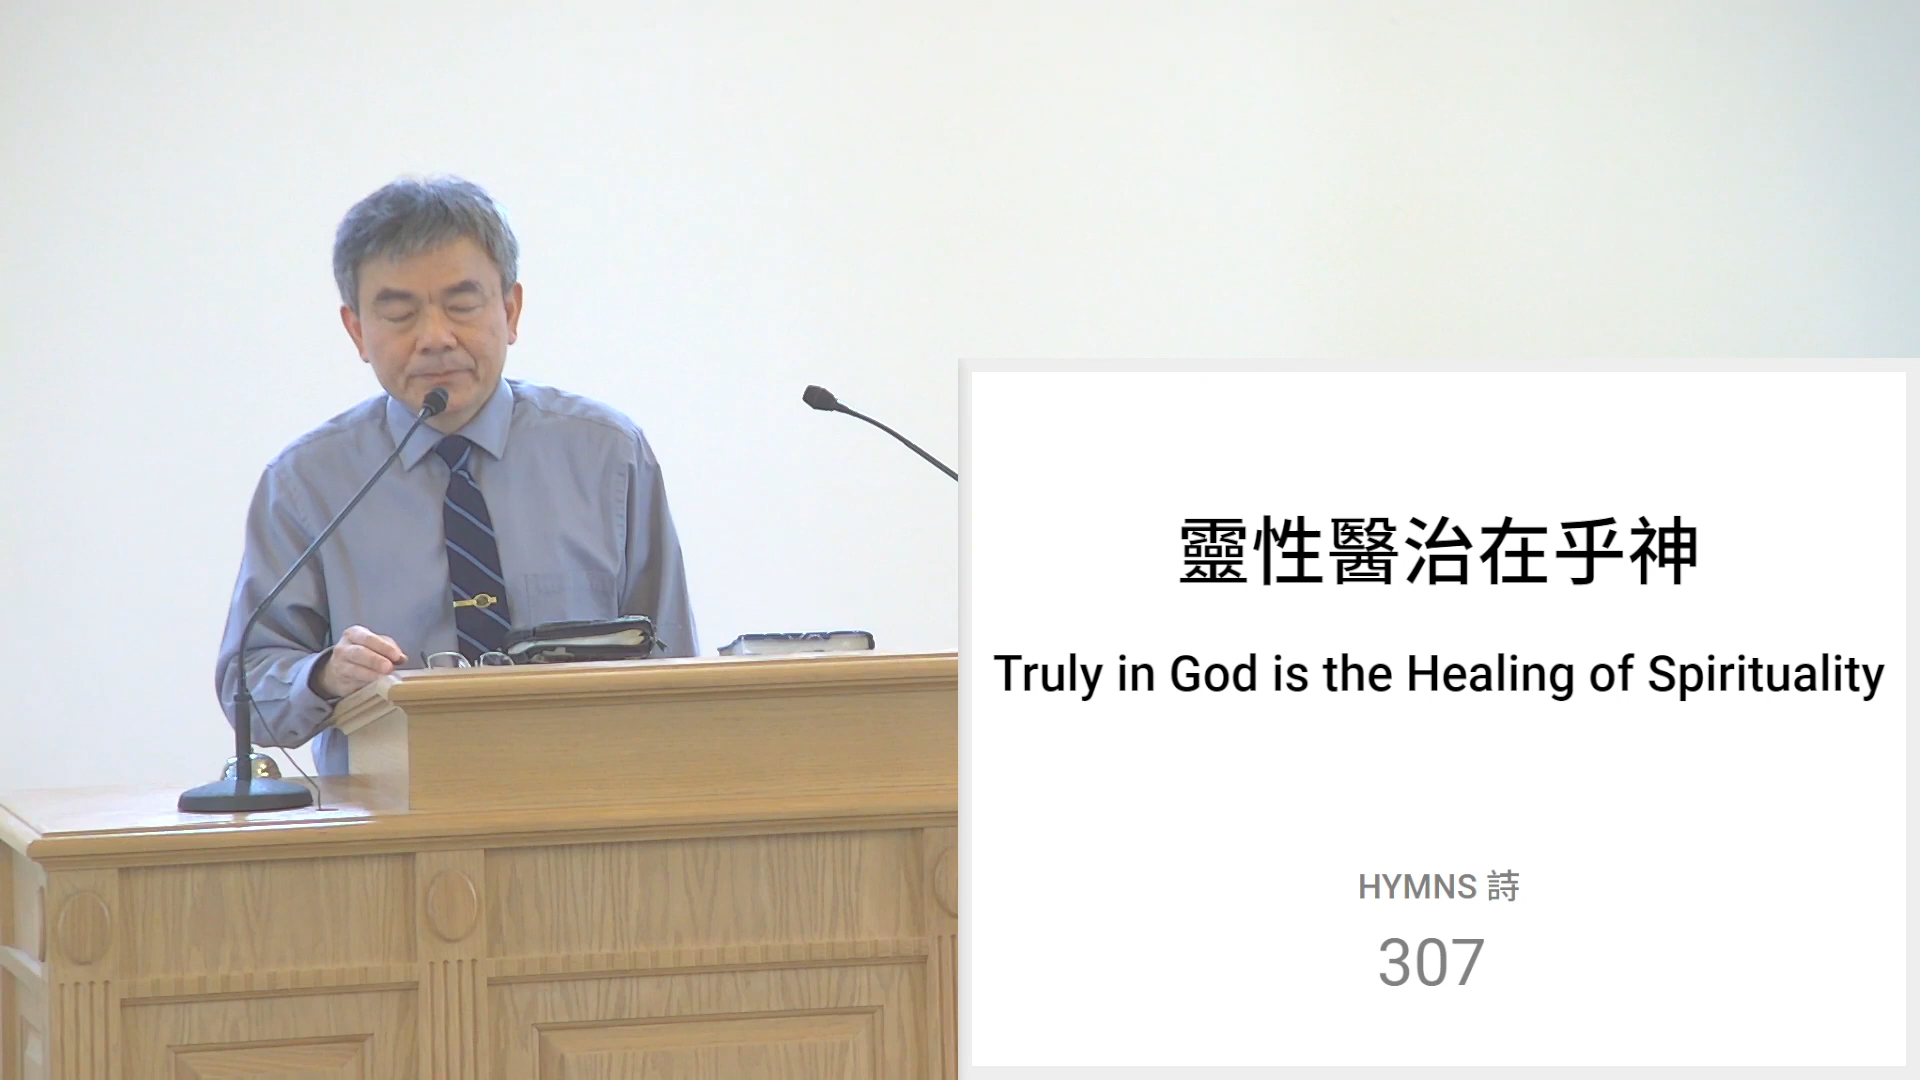 靈性醫治在乎神
Truly in God is the Healing of Spirituality
HYMNS 詩
307